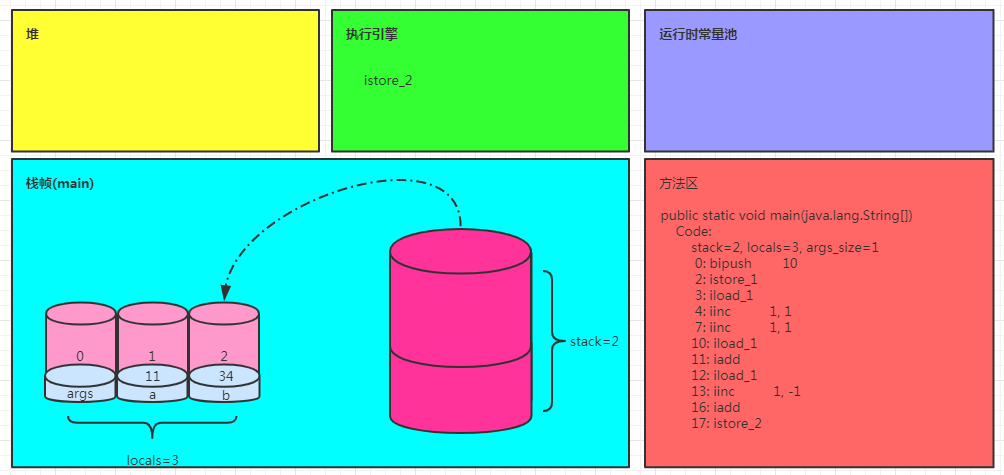 堆
执行引擎
istore_2
运行时常量池
栈帧(main)
stack=2
0 1 2
11 34
args a b
locals=3
方法区
public static void main(java.lang.String[])
Code:
stack=2, locals=3, args_size=1
0: bipush 10
2: istore_1
3: iload_1
4: iinc 1, 1
7: iinc 1, 1
10: iload_1
11: iadd
12: iload_1
13: iinc 1, -1
16: iadd
17: istore_2